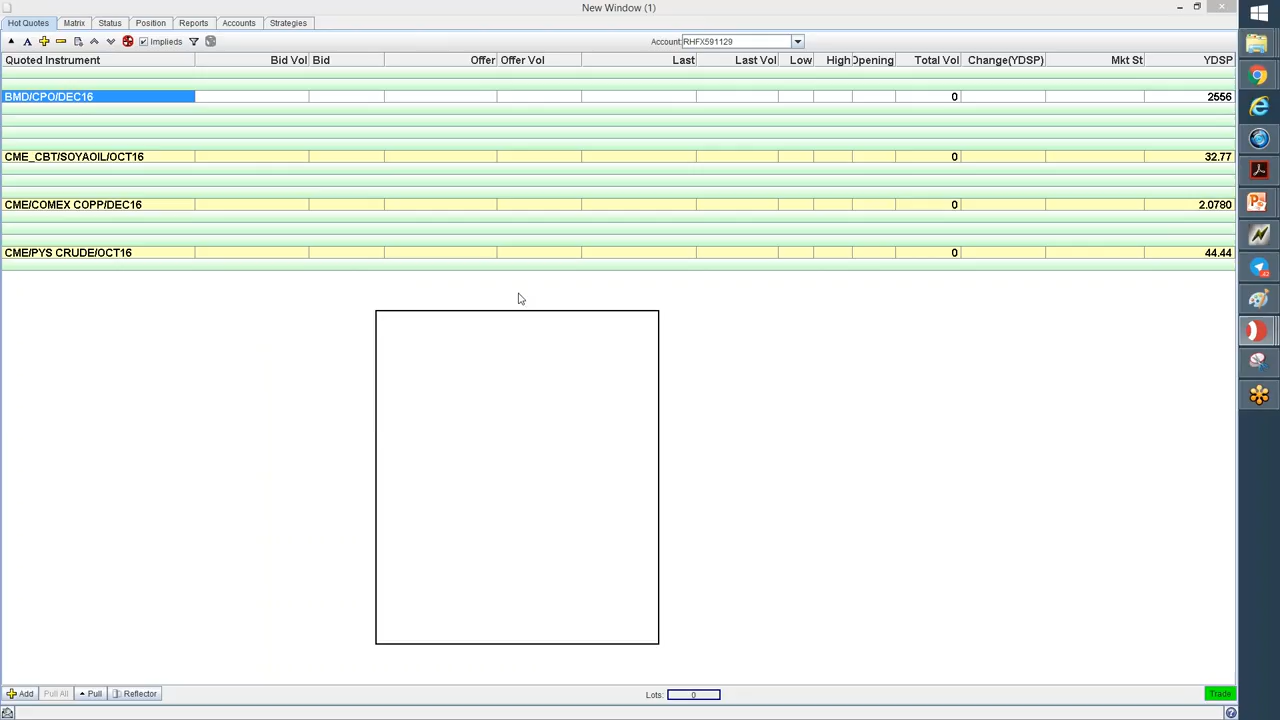 New Window (1)
Hot Quotes Matrix Status Position Reports Accounts Strategies
A Implieds Account: RHFX591129
Quoted Instrument Bid Vol Bid Offer Offer Vol Last Last Vol Low High Opening Total Vol Change(YDSP) Mkt St YDSP
BMD/CPO/DEC16 0 2556
CME_CBT/SOYAOIL/OCT16 0 32.77
CME/COMEX COPP/DEC16 0 2.0780
CME/PYS CRUDE/OCT16 0 44.44
Add Pull All Pull Reflector Lots: 0 Trade